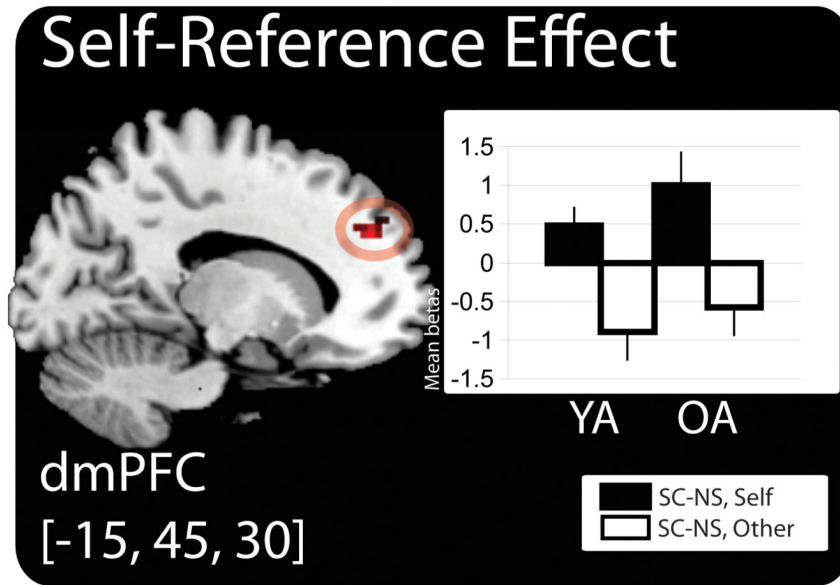 Self-Reference Effect
1.5
1
0.5
0
-0.5
-1
-1.5
Mean betas
YA OA
dmPFC
[-15, 45, 30]
SC-NS, Self
SC-NS, Other